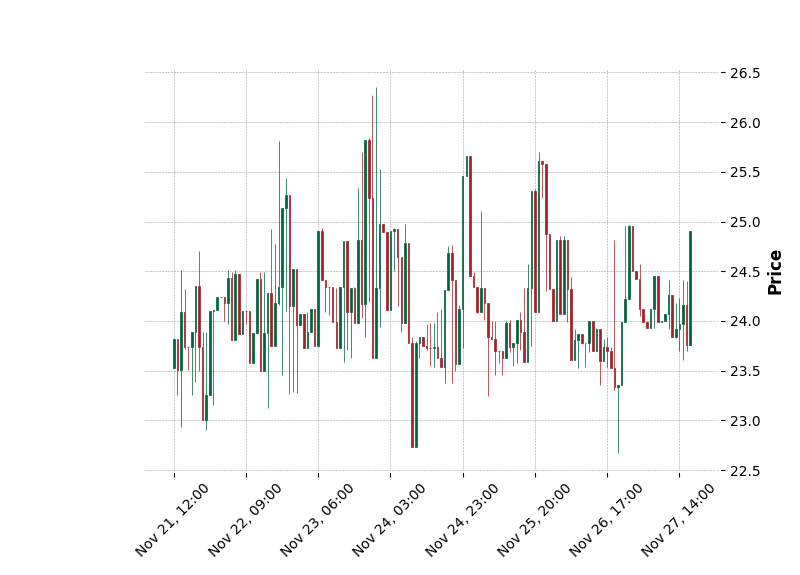 26.5
26.0
25.5
25.0
24.5
24.0
23.5
23.0
22.5
Price
Nov 21, 12:00
Nov 22, 09:00
Nov 23, 06:00
Nov 24, 03:00
Nov 24, 23:00
Nov 25, 20:00
Nov 26, 17:00
Nov 27, 14:00